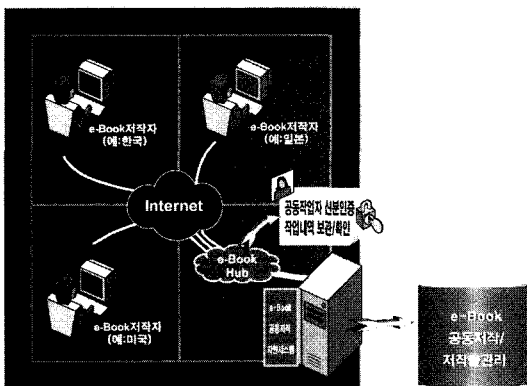 e-Book저작자
(예:한국)
e-Book저작자
(예:일본)
Internet
공동작업자 신분인증
작업내역 보관/확인
e-Book
Hub
e-Book저작자
(예:미국)
e-Book
공동저작
지원시스템
e-Book
공동저작/
저작물관리